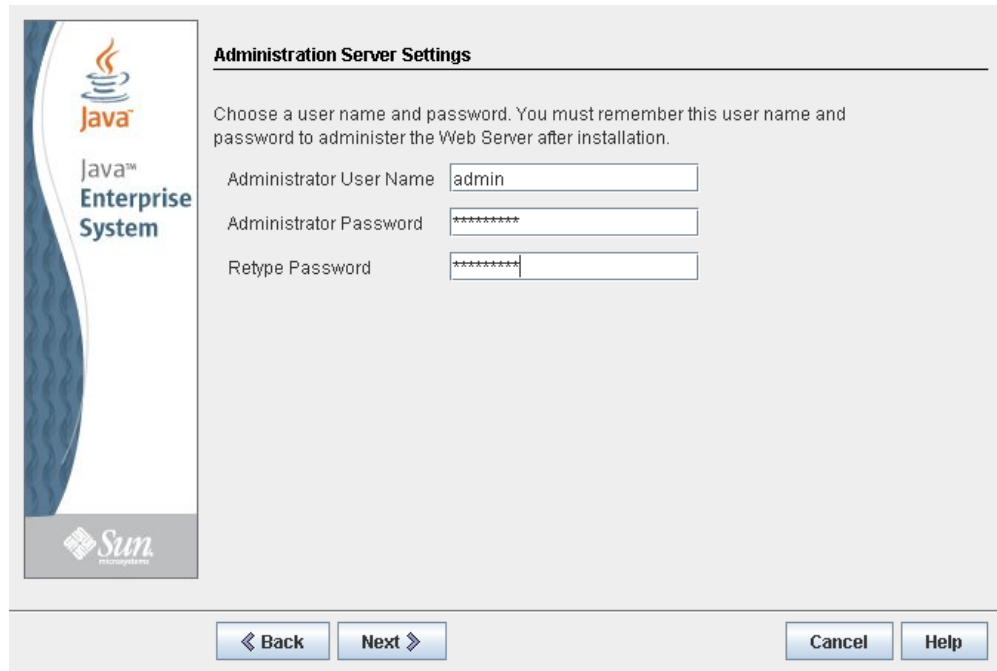 Java™
Java™
Enterprise
System
Sun
microsystems
Administration Server Settings
Choose a user name and password. You must remember this user name and
password to administer the Web Server after installation.
Administrator User Name admin
Administrator Password *********
Retype Password *********
Back Next Cancel Help